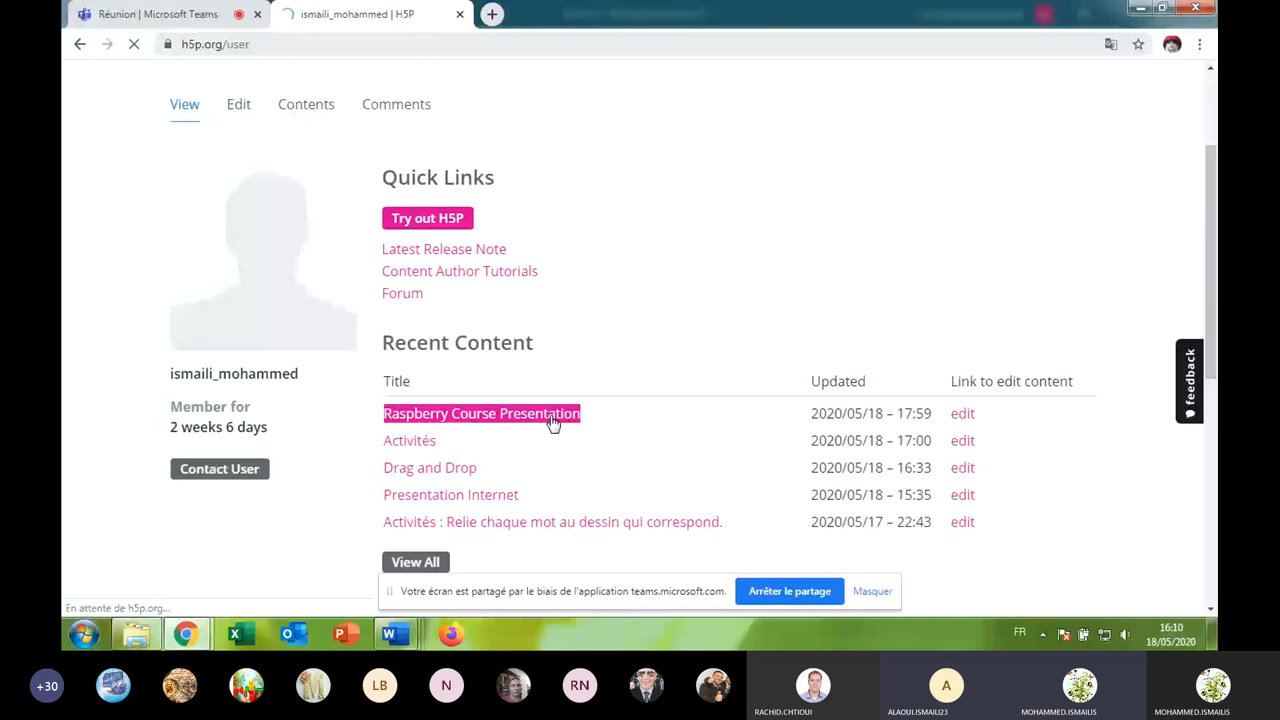 Réunion | Microsoft Teams
ismaili_mohammed | H5P
h5p.org/user
View Edit Contents Comments
Quick Links
Try out H5P
Latest Release Note
Content Author Tutorials
Forum
ismaili_mohammed
Member for
2 weeks 6 days
Contact User
Recent Content
Title Updated Link to edit content
Raspberry Course Presentation 2020/05/18 – 17:59 edit
Activités 2020/05/18 – 17:00 edit
Drag and Drop 2020/05/18 – 16:33 edit
Presentation Internet 2020/05/18 – 15:35 edit
Activités : Relie chaque mot au dessin qui correspond. 2020/05/17 – 22:43 edit
View All
feedback
Votre écran est partagé par le biais de l'application teams.microsoft.com. Arrêter le partage Masquer
En attente de h5p.org...
FR
16:10
18/05/2020
+30 LB N RN A
RACHID.CHTIOUI ALAOUI.ISMAILI23 MOHAMMED.ISMAILIS MOHAMMED.ISMAILIS